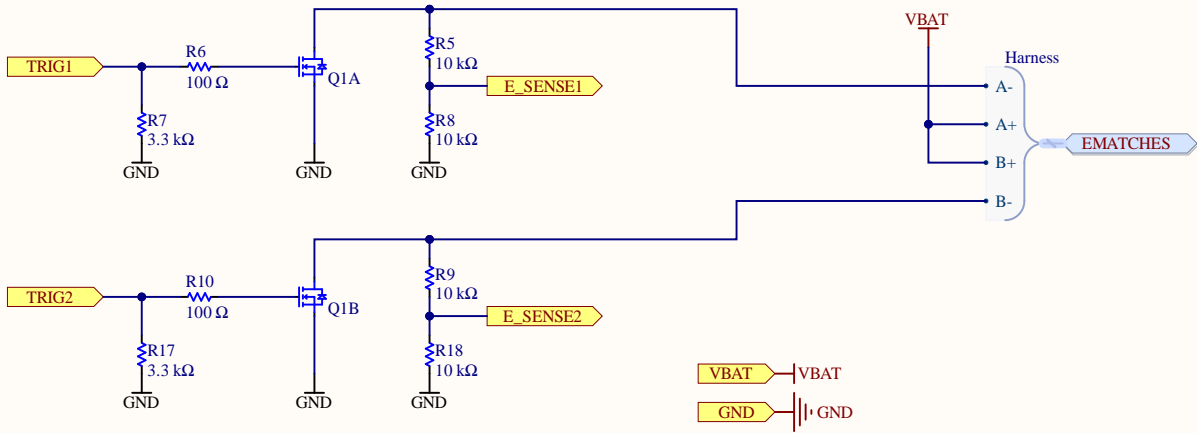 VBAT
R6
R5
10 kΩ
Harness
TRIG1
100 Ω
Q1A
A-
E_SENSE1
R7
3.3 kΩ
R8
10 kΩ
A+
EMATCHES
B+
GND
GND
GND
B-
R10
R9
10 kΩ
TRIG2
100 Ω
Q1B
E_SENSE2
R17
3.3 kΩ
R18
10 kΩ
VBAT
VBAT
GND
GND
GND
GND
GND